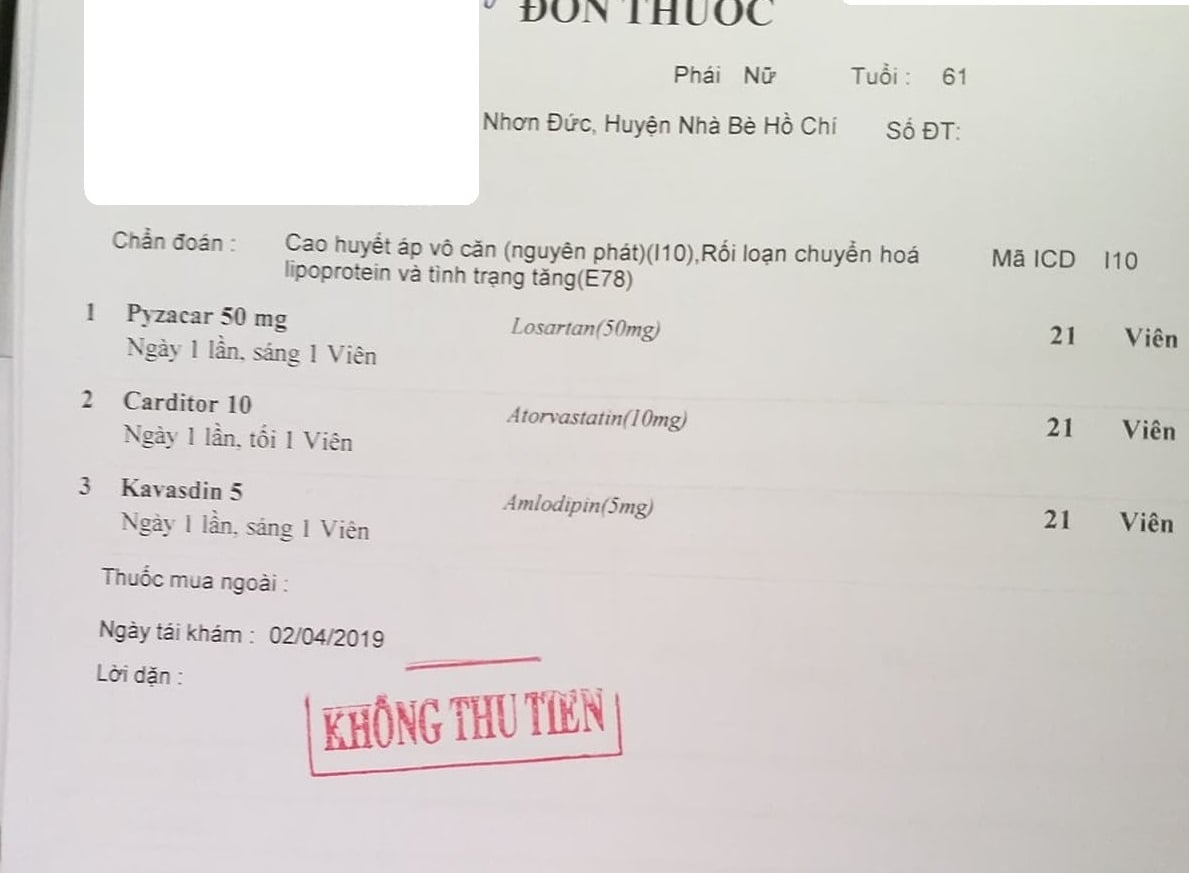 ĐƠN THUỐC
Phái Nữ Tuổi : 61
Nhơn Đức, Huyện Nhà Bè Hồ Chí Số ĐT:
Chẩn đoán : Cao huyết áp vô căn (nguyên phát)(I10),Rối loạn chuyển hoá Mã ICD I10
lipoprotein và tình trạng tăng(E78)
1 Pyzacar 50 mg Losartan(50mg) 21 Viên
Ngày 1 lần, sáng 1 Viên
2 Carditor 10 Atorvastatin(10mg) 21 Viên
Ngày 1 lần, tối 1 Viên
3 Kavasdin 5 Amlodipin(5mg) 21 Viên
Ngày 1 lần, sáng 1 Viên
Thuốc mua ngoài :
Ngày tái khám : 02/04/2019
Lời dặn :
KHÔNG THU TIỀN